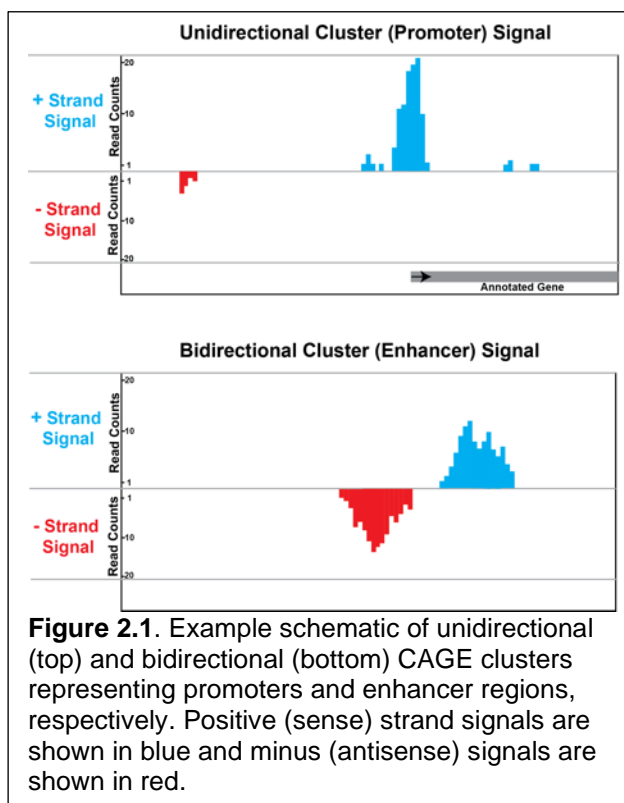 Unidirectional Cluster (Promoter) Signal
+ Strand
Signal
Read Counts
20
10
1
- Strand
Signal
Read Counts
1
10
20
Annotated Gene
Bidirectional Cluster (Enhancer) Signal
+ Strand
Signal
Read Counts
20
10
1
- Strand
Signal
Read Counts
1
10
20
Figure 2.1. Example schematic of unidirectional
(top) and bidirectional (bottom) CAGE clusters
representing promoters and enhancer regions,
respectively. Positive (sense) strand signals are
shown in blue and minus (antisense) signals are
shown in red.